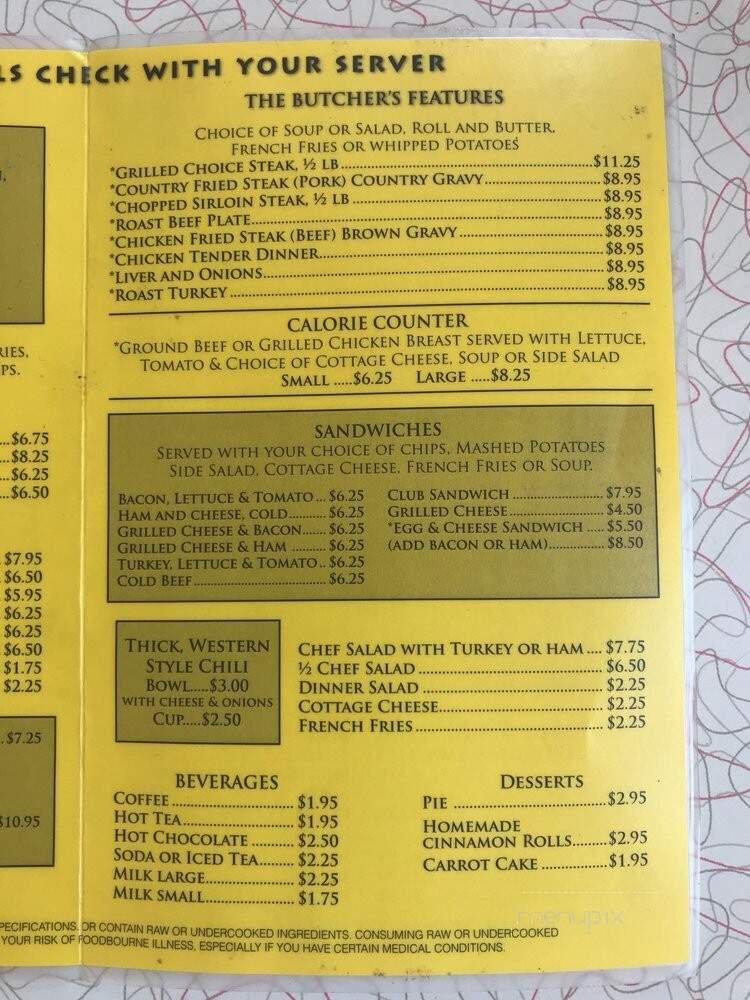 LS CHECK WITH YOUR SERVER
THE BUTCHER'S FEATURES
CHOICE OF SOUP OR SALAD, ROLL AND BUTTER,
FRENCH FRIES OR WHIPPED POTATOES
*GRILLED CHOICE STEAK, ½ LB...$11.25
*COUNTRY FRIED STEAK (PORK) COUNTRY GRAVY...$8.95
*CHOPPED SIRLOIN STEAK, ½ LB...$8.95
*ROAST BEEF PLATE...$8.95
*CHICKEN FRIED STEAK (BEEF) BROWN GRAVY...$8.95
*CHICKEN TENDER DINNER...$8.95
*LIVER AND ONIONS...$8.95
*ROAST TURKEY...$8.95
CALORIE COUNTER
*GROUND BEEF OR GRILLED CHICKEN BREAST SERVED WITH LETTUCE,
TOMATO & CHOICE OF COTTAGE CHEESE, SOUP OR SIDE SALAD
SMALL .....$6.25 LARGE .....$8.25
SANDWICHES
SERVED WITH YOUR CHOICE OF CHIPS, MASHED POTATOES
SIDE SALAD, COTTAGE CHEESE, FRENCH FRIES OR SOUP.
BACON, LETTUCE & TOMATO... $6.25
HAM AND CHEESE, COLD... $6.25
GRILLED CHEESE & BACON... $6.25
GRILLED CHEESE & HAM ... $6.25
TURKEY, LETTUCE & TOMATO.. $6.25
COLD BEEF... $6.25
CLUB SANDWICH ... $7.95
GRILLED CHEESE... $4.50
*EGG & CHEESE SANDWICH ..... $5.50
(ADD BACON OR HAM)... $8.50
THICK, WESTERN
STYLE CHILI
BOWL.....$3.00
WITH CHEESE & ONIONS
CUP.....$2.50
CHEF SALAD WITH TURKEY OR HAM .... $7.75
½ CHEF SALAD ... $6.50
DINNER SALAD ... $2.25
COTTAGE CHEESE... $2.25
FRENCH FRIES ... $2.25
BEVERAGES
COFFEE ... $1.95
HOT TEA... $1.95
HOT CHOCOLATE ... $2.50
SODA OR ICED TEA... $2.25
MILK LARGE... $2.25
MILK SMALL... $1.75
DESSERTS
PIE ...$2.95
HOMEMADE
CINNAMON ROLLS...$2.95
CARROT CAKE ...$1.95
RIES,
PS.
...$6.75
...$8.25
...$6.25
...$6.50
$7.95
$6.50
$5.95
$6.25
$6.25
$6.50
$1.75
$2.25
. $7.25
$10.95
PECIFICATIONS, OR CONTAIN RAW OR UNDERCOOKED INGREDIENTS. CONSUMING RAW OR UNDERCOOKED
YOUR RISK OF FOODBOURNE ILLNESS, ESPECIALLY IF YOU HAVE CERTAIN MEDICAL CONDITIONS.
menupix